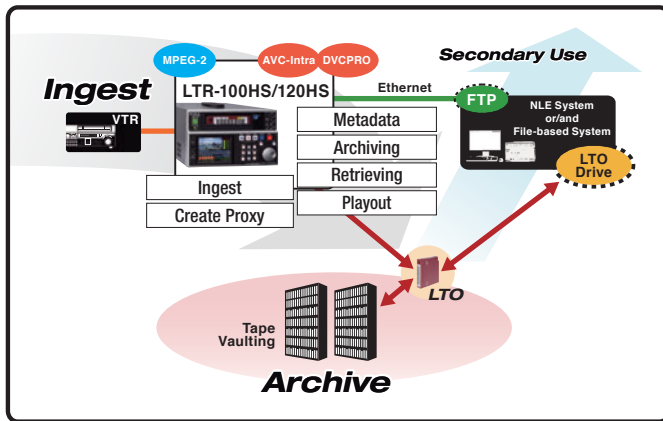 MPEG-2
AVC-Intra
DVCPRO
Secondary Use
Ingest
LTR-100HS/120HS
Ethernet
FTP
NLE System
or/and
File-based System
VTR
Metadata
Archiving
Retrieving
Playout
LTO
Drive
Ingest
Create Proxy
LTO
Tape
Vaulting
Archive